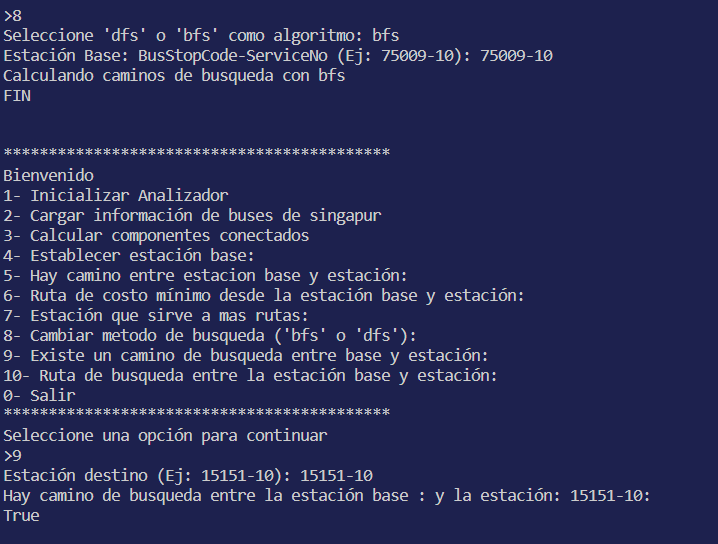 >8
Seleccione 'dfs' o 'bfs' como algoritmo: bfs
Estación Base: BusStopCode-ServiceNo (Ej: 75009-10): 75009-10
Calculando caminos de busqueda con bfs
FIN
*******************************************
Bienvenido
1- Inicializar Analizador
2- Cargar información de buses de singapur
3- Calcular componentes conectados
4- Establecer estación base:
5- Hay camino entre estacion base y estación:
6- Ruta de costo mínimo desde la estación base y estación:
7- Estación que sirve a mas rutas:
8- Cambiar metodo de busqueda ('bfs' o 'dfs'):
9- Existe un camino de busqueda entre base y estación:
10- Ruta de busqueda entre la estación base y estación:
0- Salir
*******************************************
Seleccione una opción para continuar
>9
Estación destino (Ej: 15151-10): 15151-10
Hay camino de busqueda entre la estación base : y la estación: 15151-10:
True